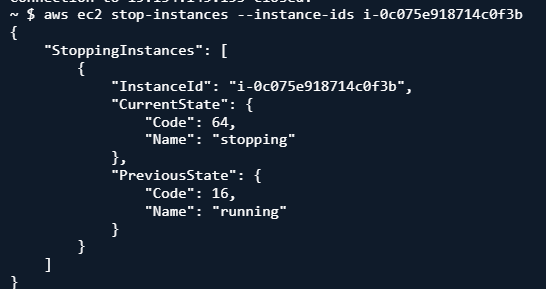 ~ $ aws ec2 stop-instances --instance-ids i-0c075e918714c0f3b
{
    "StoppingInstances": [
        {
            "InstanceId": "i-0c075e918714c0f3b",
            "CurrentState": {
                "Code": 64,
                "Name": "stopping"
            },
            "PreviousState": {
                "Code": 16,
                "Name": "running"
            }
        }
    ]
}